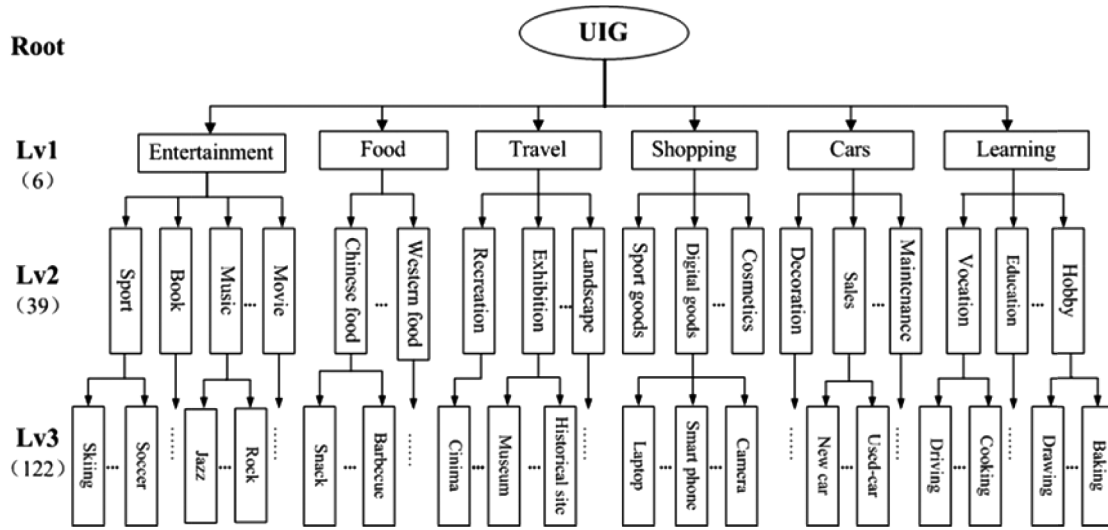 UIG
Root
Lv1
(6)
Entertainment
Food
Travel
Shopping
Cars
Learning
Lv2
(39)
Sport
Book
Music
...
Movie
Chinese food
...
Western food
Recreation
Exhibition
...
Landscape
Sport goods
Digital goods
...
Cosmetics
Decoration
Sales
...
Maintenance
Vocation
Education
...
Hobby
Lv3
(122)
Skiing
...
Soccer
......
Jazz
...
Rock
......
Snack
...
Barbecue
......
Cinima
Museum
...
Historical site
Laptop
Smart phone
...
Camera
......
New car
...
Used-car
......
Driving
...
Cooking
......
Drawing
...
Baking